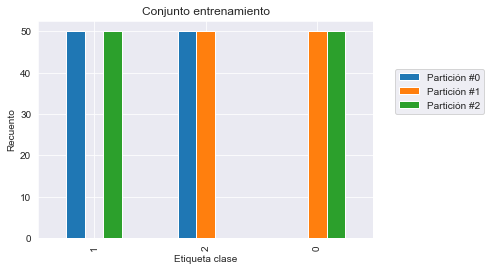 Conjunto entrenamiento
Recuento
50
40
30
20
10
0
1
2
0
Etiqueta clase
Partición #0
Partición #1
Partición #2